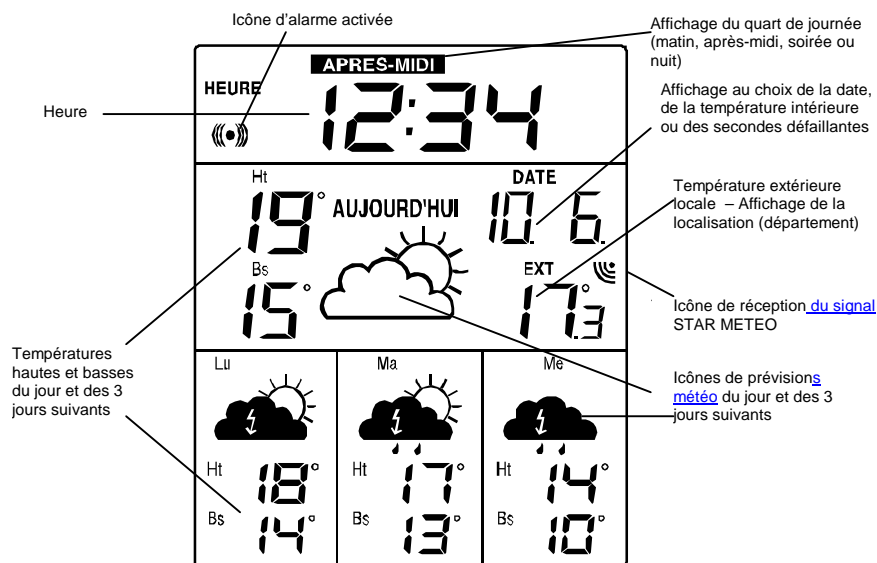 Icône d'alarme activée
Affichage du quart de journée
(matin, après-midi, soirée ou
nuit)
APRES-MIDI
HEURE
12:34
Heure
Affichage au choix de la date,
de la température intérieure
ou des secondes défaillantes
Ht
19°
AUJOURD'HUI
DATE
10. 6.
Température extérieure
locale – Affichage de la
localisation (département)
Bs
15°
EXT
17.3°
Icône de réception du signal
STAR METEO
Températures
hautes et basses
du jour et des 3
jours suivants
Icônes de prévisions
météo du jour et des 3
jours suivants
Lu
Ma
Me
Ht 18°
Ht 17°
Ht 14°
Bs 14°
Bs 13°
Bs 10°